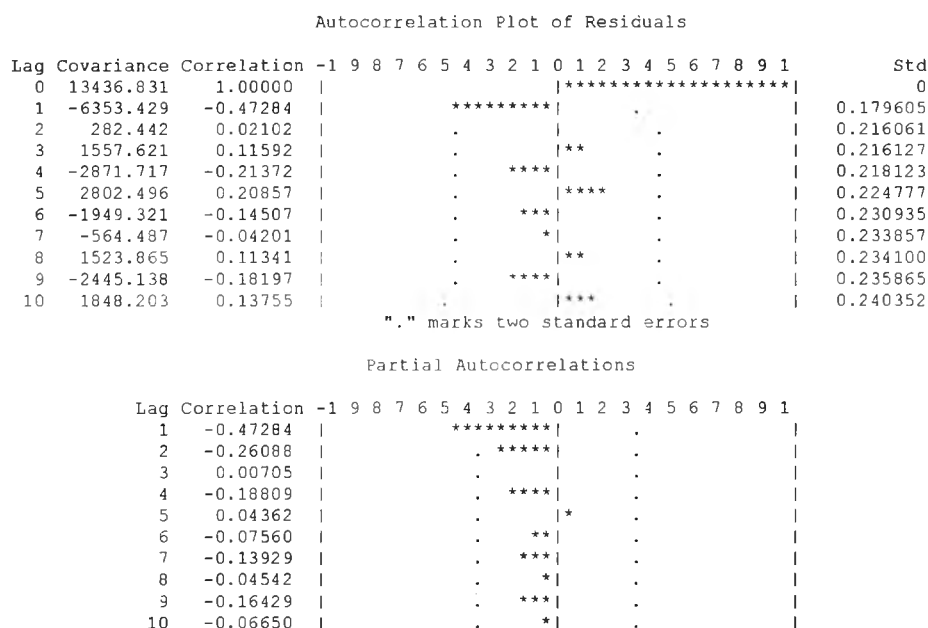 Autocorrelation Plot of Residuals
Lag Covariance Correlation -1 9 8 7 6 5 4 3 2 1 0 1 2 3 4 5 6 7 8 9 1 Std
0 13436.831 1.00000 | |********************| 0
1 -6353.429 -0.47284 | *********| . | 0.179605
2 282.442 0.02102 | . | . | 0.216061
3 1557.621 0.11592 | . |** . | 0.216127
4 -2871.717 -0.21372 | . ****| . | 0.218123
5 2802.496 0.20857 | . |**** . | 0.224777
6 -1949.321 -0.14507 | . ***| . | 0.230935
7 -564.487 -0.04201 | . *| . | 0.233857
8 1523.865 0.11341 | . |** . | 0.234100
9 -2445.138 -0.18197 | . ****| . | 0.235865
10 1848.203 0.13755 | . |*** . | 0.240352
"." marks two standard errors
Partial Autocorrelations
Lag Correlation -1 9 8 7 6 5 4 3 2 1 0 1 2 3 4 5 6 7 8 9 1
1 -0.47284 | *********| . |
2 -0.26088 | . *****| . |
3 0.00705 | . | . |
4 -0.18809 | . ****| . |
5 0.04362 | . |* . |
6 -0.07560 | . **| . |
7 -0.13929 | . ***| . |
8 -0.04542 | . *| . |
9 -0.16429 | . ***| . |
10 -0.06650 | . *| . |